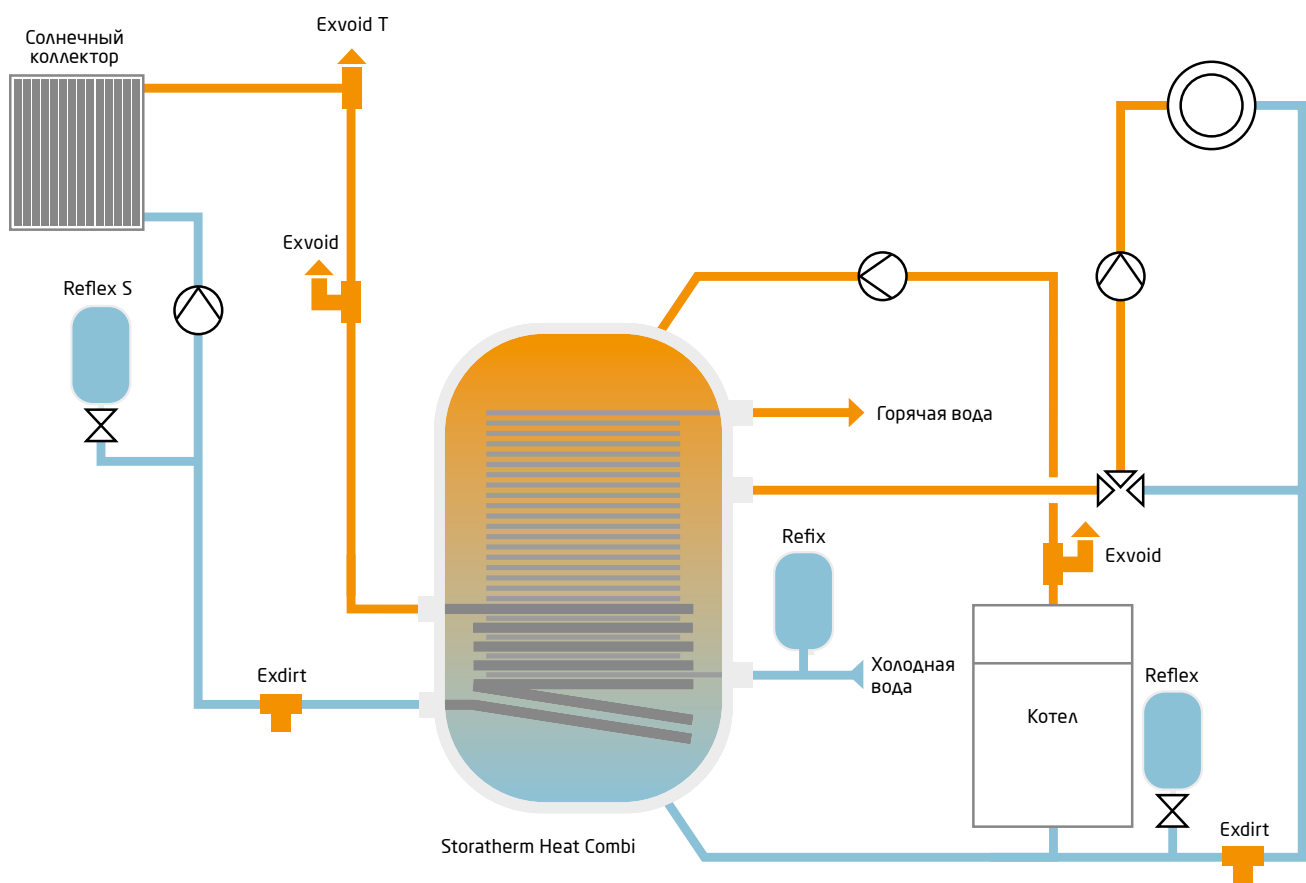 Exvoid T
Солнечный
коллектор
Exvoid
Reflex S
Горячая вода
Refix
Exvoid
Холодная
вода
Exdirt
Reflex
Котел
Exdirt
Storatherm Heat Combi